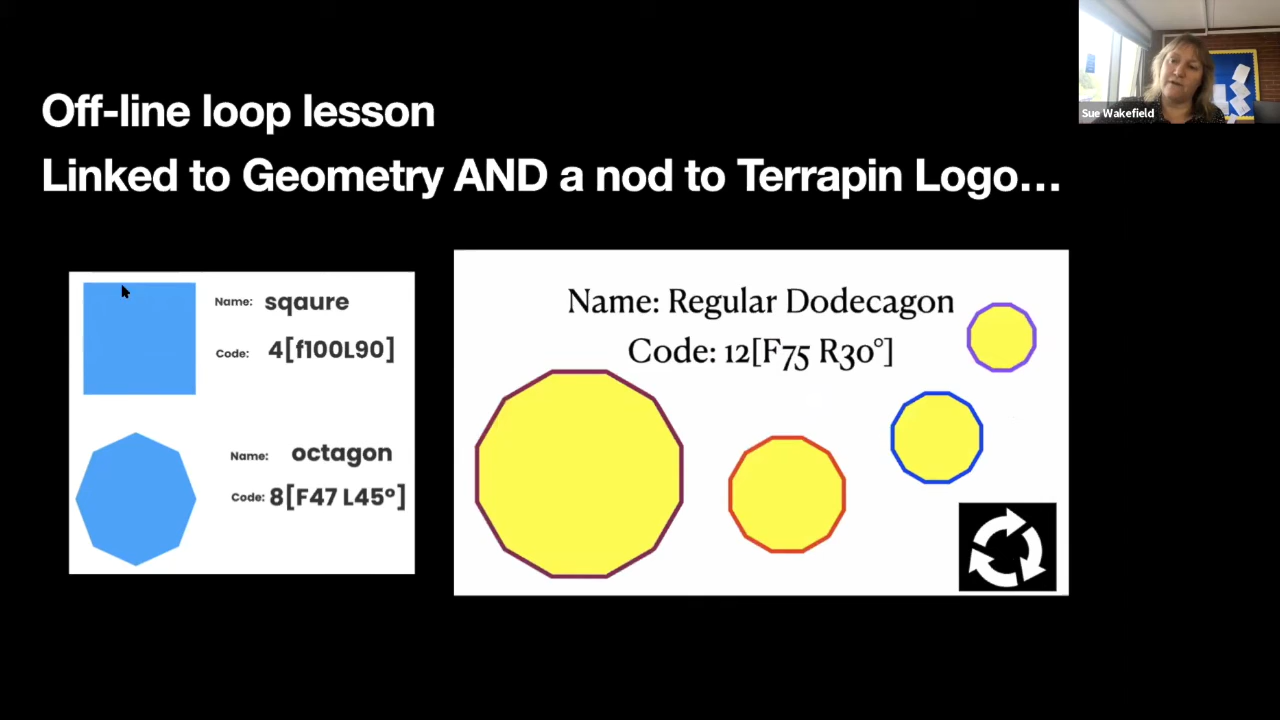 Off-line loop lesson
Linked to Geometry AND a nod to Terrapin Logo...
Sue Wakefield
Name: sqaure
Code: 4[f100L90]
Name: octagon
Code: 8[F47 L45°]
Name: Regular Dodecagon
Code: 12[F75 R30°]